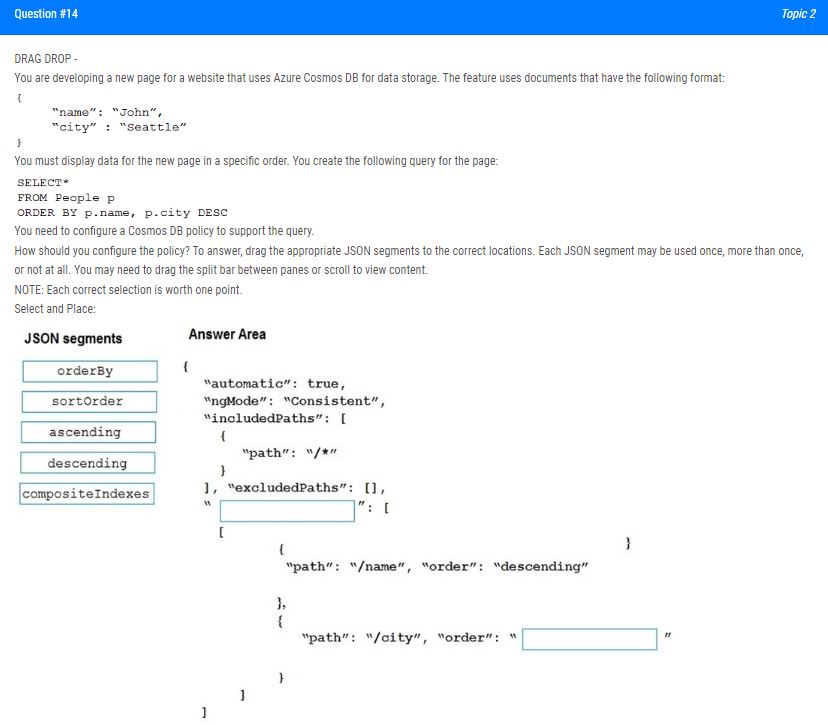 Question #14 Topic 2
DRAG DROP -
You are developing a new page for a website that uses Azure Cosmos DB for data storage. The feature uses documents that have the following format:
{
"name": "John",
"city" : "Seattle"
}
You must display data for the new page in a specific order. You create the following query for the page:
SELECT*
FROM People p
ORDER BY p.name, p.city DESC
You need to configure a Cosmos DB policy to support the query.
How should you configure the policy? To answer, drag the appropriate JSON segments to the correct locations. Each JSON segment may be used once, more than once,
or not at all. You may need to drag the split bar between panes or scroll to view content.
NOTE: Each correct selection is worth one point.
Select and Place:
JSON segments
orderBy
sortOrder
ascending
descending
compositeIndexes
Answer Area
{
"automatic": true,
"ngMode": "Consistent",
"includedPaths": [
{
"path": "/*"
}
], "excludedPaths": [],
" ": [
[
{ }
"path": "/name", "order": "descending"
},
{
"path": "/city", "order": " "
}
]
]